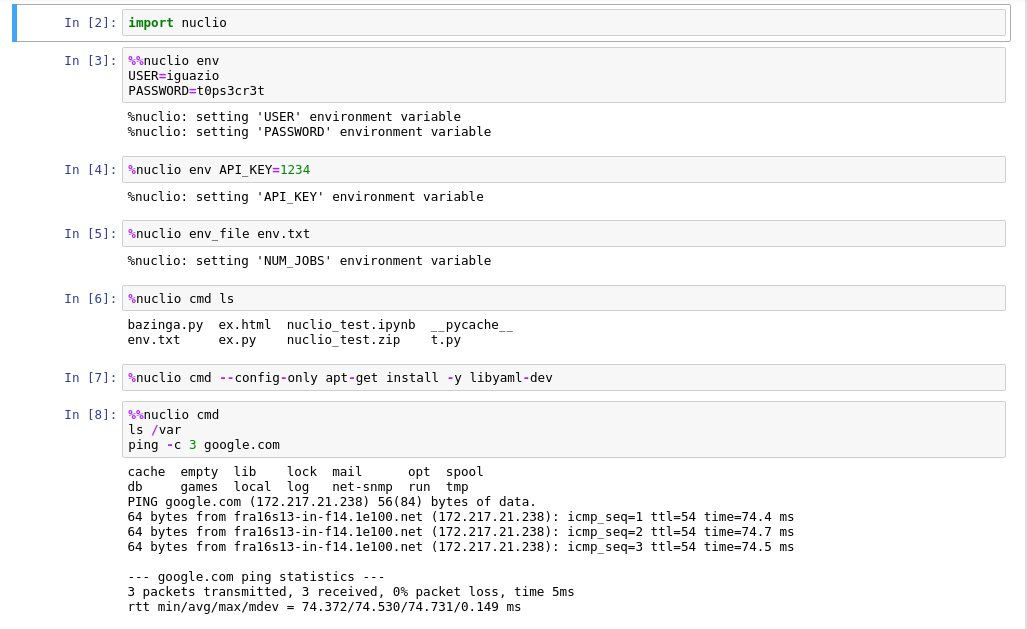 In [2]: import nuclio
In [3]: %%nuclio env
USER=iguazio
PASSWORD=t0ps3cr3t
%nuclio: setting 'USER' environment variable
%nuclio: setting 'PASSWORD' environment variable
In [4]: %nuclio env API_KEY=1234
%nuclio: setting 'API_KEY' environment variable
In [5]: %nuclio env_file env.txt
%nuclio: setting 'NUM_JOBS' environment variable
In [6]: %nuclio cmd ls
bazinga.py  ex.html  nuclio_test.ipynb  __pycache__
env.txt     ex.py    nuclio_test.zip    t.py
In [7]: %nuclio cmd --config-only apt-get install -y libyaml-dev
In [8]: %%nuclio cmd
ls /var
ping -c 3 google.com
cache  empty  lib    lock  mail      opt  spool
db     games  local  log   net-snmp  run  tmp
PING google.com (172.217.21.238) 56(84) bytes of data.
64 bytes from fra16s13-in-f14.1e100.net (172.217.21.238): icmp_seq=1 ttl=54 time=74.4 ms
64 bytes from fra16s13-in-f14.1e100.net (172.217.21.238): icmp_seq=2 ttl=54 time=74.7 ms
64 bytes from fra16s13-in-f14.1e100.net (172.217.21.238): icmp_seq=3 ttl=54 time=74.5 ms
--- google.com ping statistics ---
3 packets transmitted, 3 received, 0% packet loss, time 5ms
rtt min/avg/max/mdev = 74.372/74.530/74.731/0.149 ms